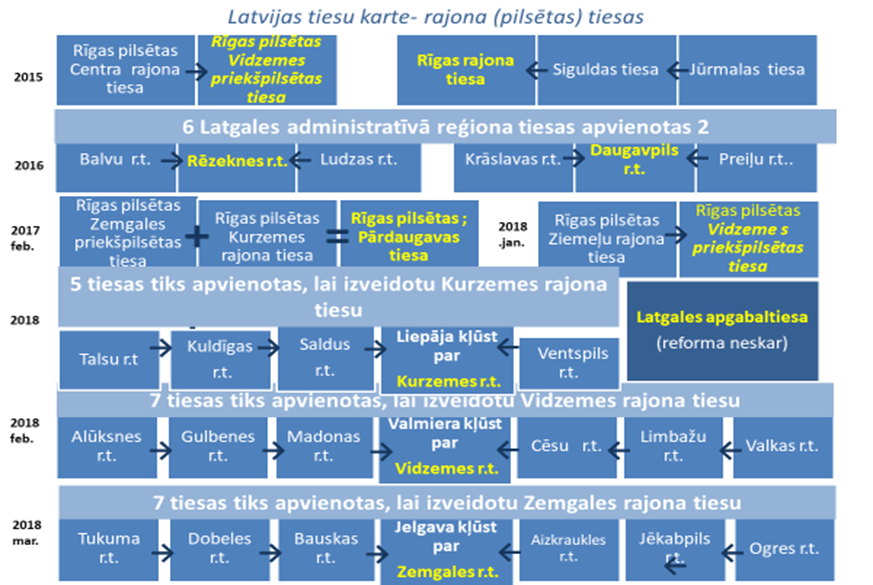 Latvijas tiesu karte- rajona (pilsētas) tiesas
2015
Rīgas pilsētas
Centra rajona
tiesa
Rīgas pilsētas
Vidzemes
priekšpilsētas
tiesa
Rīgas rajona
tiesa
Siguldas tiesa
Jūrmalas tiesa
6 Latgales administratīvā reģiona tiesas apvienotas 2
2016
Balvu r.t.
Rēzeknes r.t.
Ludzas r.t.
Krāslavas r.t.
Daugavpils
r.t.
Preiļu r.t..
2017
feb.
Rīgas pilsētas
Zemgales
priekšpilsētas
tiesa
+
Rīgas pilsētas
Kurzemes
rajona tiesa
=
Rīgas pilsētas ;
Pārdaugavas
tiesa
2018
.jan.
Rīgas pilsētas
Ziemeļu rajona
tiesa
Rīgas pilsētas
Vidzeme s
priekšpilsētas
tiesa
5 tiesas tiks apvienotas, lai izveidotu Kurzemes rajona
tiesu
2018
Talsu r.t
Kuldīgas
r.t.
Saldus
r.t.
Liepāja kļūst
par
Kurzemes r.t.
Ventspils
r.t.
Latgales apgabaltiesa
(reforma neskar)
7 tiesas tiks apvienotas, lai izveidotu Vidzemes rajona tiesu
2018
feb.
Alūksnes
r.t.
Gulbenes
r.t.
Madonas
r.t.
Valmiera kļūst
par
Vidzemes r.t.
Cēsu r.t.
Limbažu
r.t.
Valkas r.t.
7 tiesas tiks apvienotas, lai izveidotu Zemgales rajona tiesu
2018
mar.
Tukuma
r.t.
Dobeles
r.t.
Bauskas
r.t.
Jelgava kļūst
par
Zemgales r.t.
Aizkraukles
r.t.
Jēkabpils
r.t.
Ogres r.t.